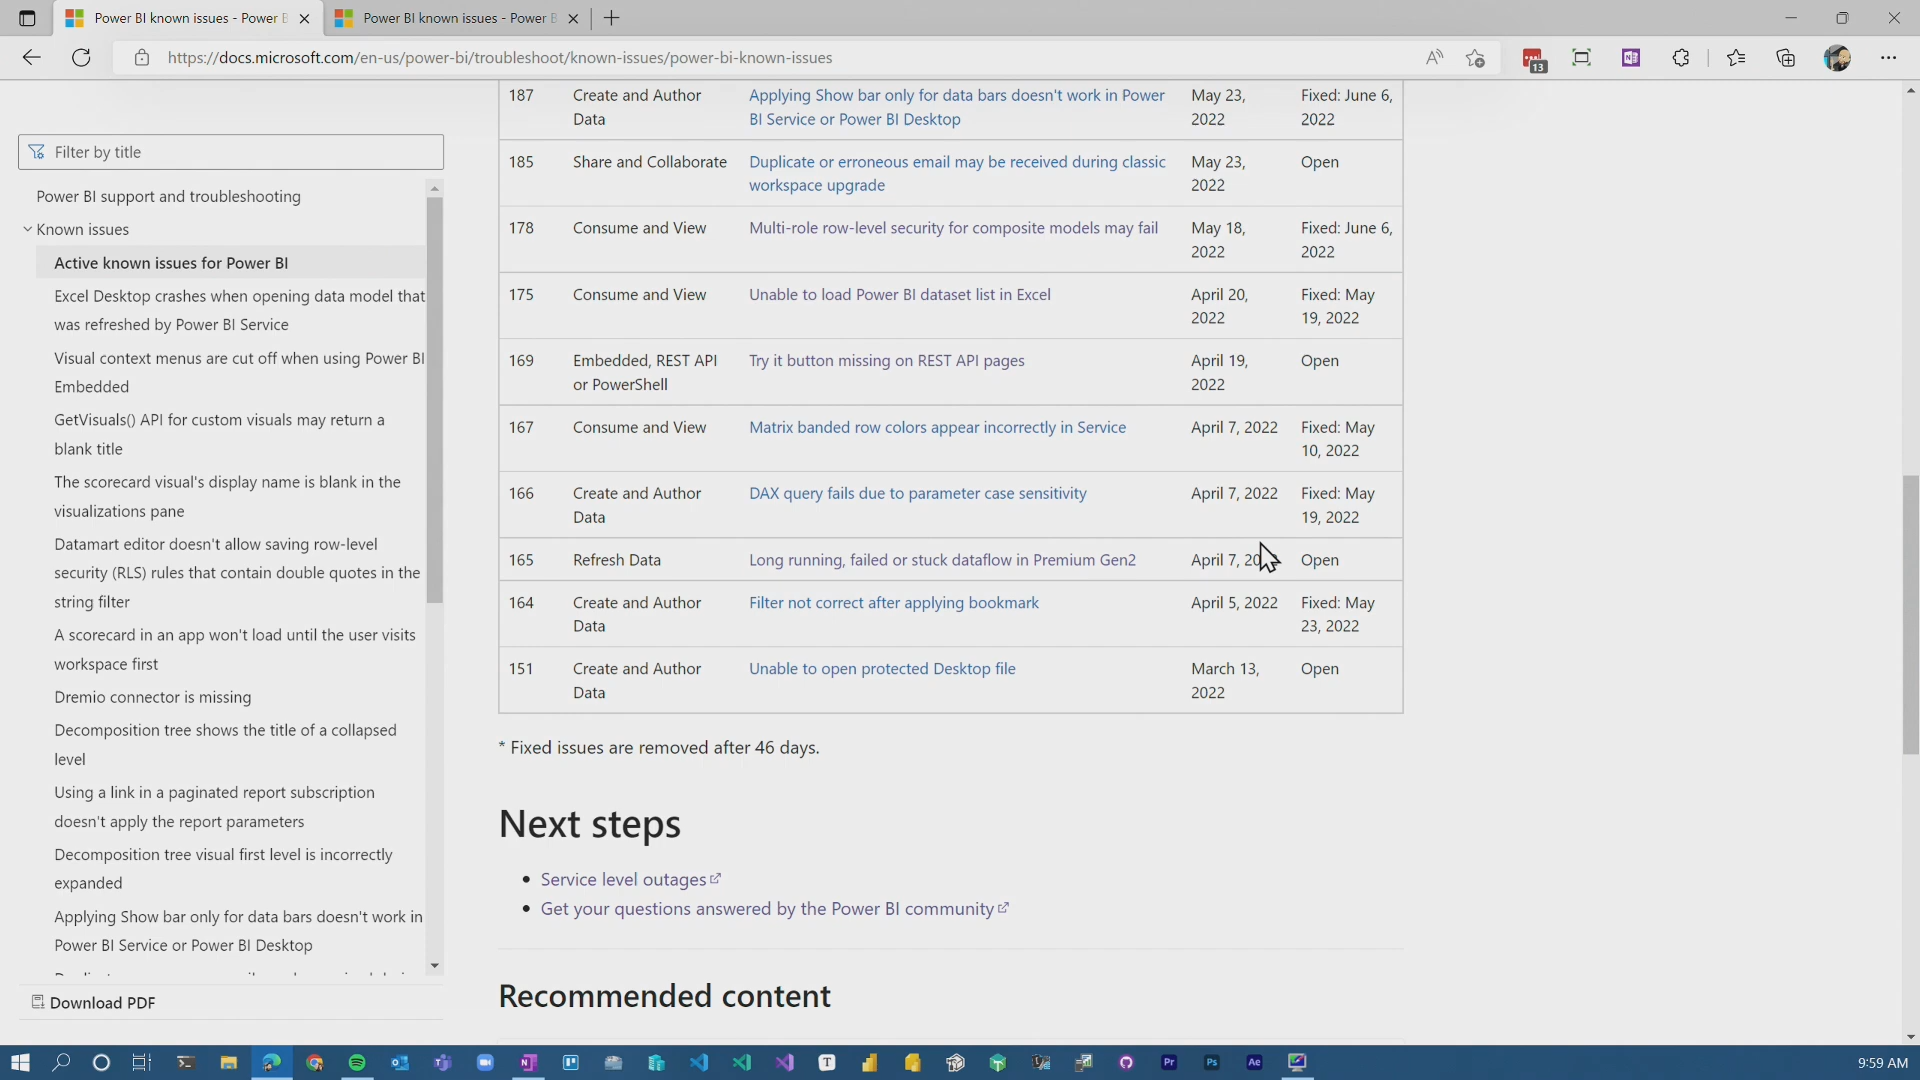 Power BI known issues - Power B
Power BI known issues - Power B
https://docs.microsoft.com/en-us/power-bi/troubleshoot/known-issues/power-bi-known-issues
13
Filter by title
Power BI support and troubleshooting
Known issues
Active known issues for Power BI
Excel Desktop crashes when opening data model that
was refreshed by Power BI Service
Visual context menus are cut off when using Power BI
Embedded
GetVisuals() API for custom visuals may return a
blank title
The scorecard visual's display name is blank in the
visualizations pane
Datamart editor doesn't allow saving row-level
security (RLS) rules that contain double quotes in the
string filter
A scorecard in an app won't load until the user visits
workspace first
Dremio connector is missing
Decomposition tree shows the title of a collapsed
level
Using a link in a paginated report subscription
doesn't apply the report parameters
Decomposition tree visual first level is incorrectly
expanded
Applying Show bar only for data bars doesn't work in
Power BI Service or Power BI Desktop
Download PDF
187 Create and Author Applying Show bar only for data bars doesn't work in Power May 23, Fixed: June 6,
Data BI Service or Power BI Desktop 2022 2022
185 Share and Collaborate Duplicate or erroneous email may be received during classic May 23, Open
workspace upgrade 2022
178 Consume and View Multi-role row-level security for composite models may fail May 18, Fixed: June 6,
2022 2022
175 Consume and View Unable to load Power BI dataset list in Excel April 20, Fixed: May
2022 19, 2022
169 Embedded, REST API Try it button missing on REST API pages April 19, Open
or PowerShell 2022
167 Consume and View Matrix banded row colors appear incorrectly in Service April 7, 2022 Fixed: May
10, 2022
166 Create and Author DAX query fails due to parameter case sensitivity April 7, 2022 Fixed: May
Data 19, 2022
165 Refresh Data Long running, failed or stuck dataflow in Premium Gen2 April 7, Open
164 Create and Author Filter not correct after applying bookmark April 5, 2022 Fixed: May
Data 23, 2022
151 Create and Author Unable to open protected Desktop file March 13, Open
Data 2022
* Fixed issues are removed after 46 days.
Next steps
• Service level outages
• Get your questions answered by the Power BI community
Recommended content
T
Pr
Ps
Ae
9:59 AM